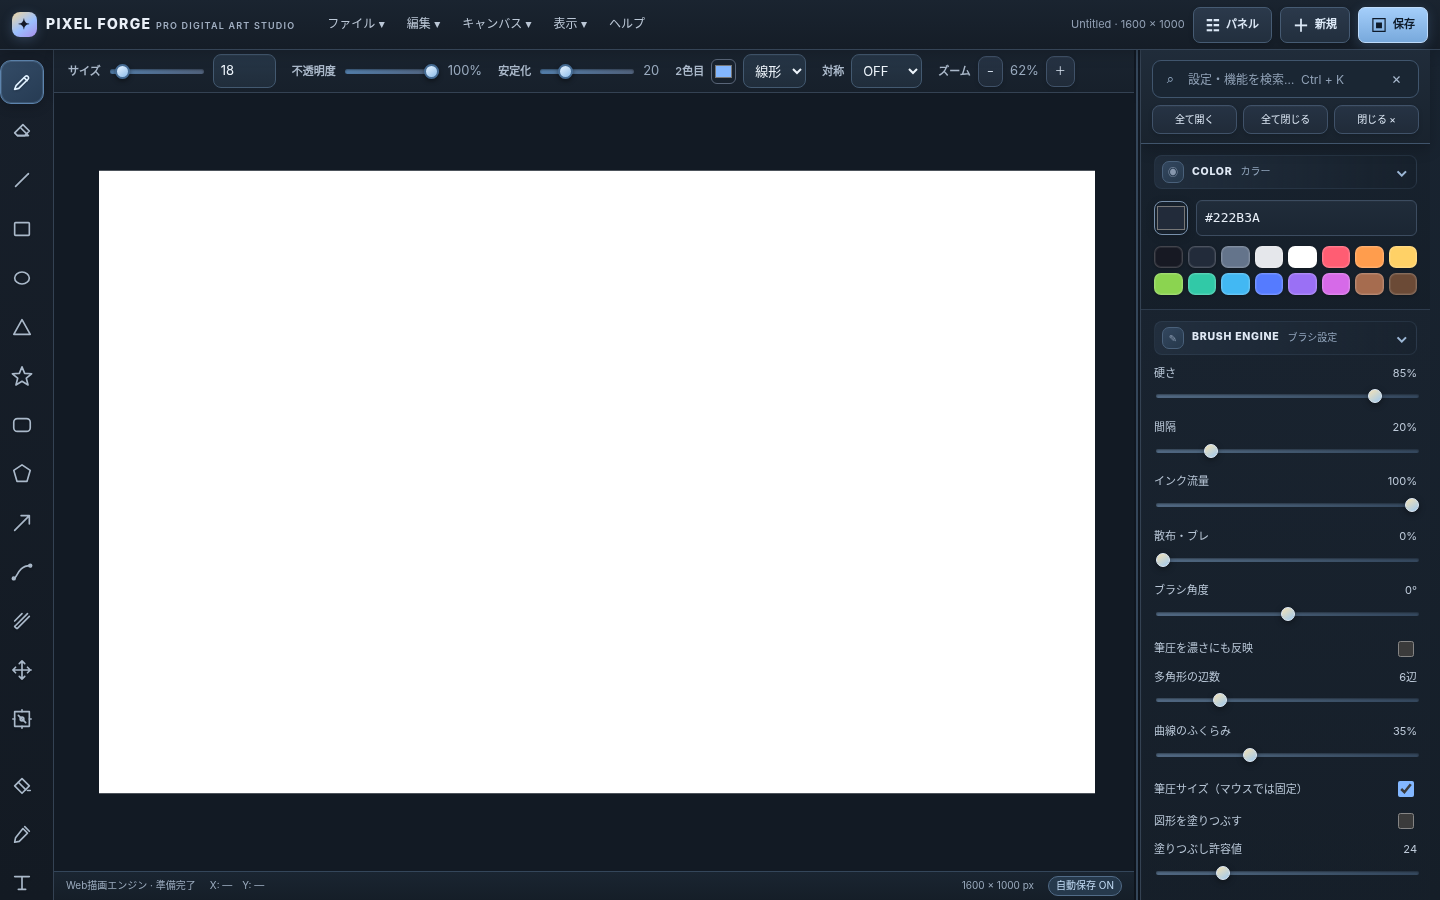 PIXEL FORGE PRO DIGITAL ART STUDIO ファイル ▾ 編集 ▾ キャンバス ▾ 表示 ▾ ヘルプ Untitled · 1600 × 1000 パネル 新規 保存
サイズ 18 不透明度 100% 安定化 20 2色目 線形 対称 OFF ズーム - 62% +
設定・機能を検索... Ctrl + K ×
全て開く 全て閉じる 閉じる ×
COLOR カラー
#222B3A
BRUSH ENGINE ブラシ設定
硬さ 85%
間隔 20%
インク流量 100%
散布・ブレ 0%
ブラシ角度 0°
筆圧を濃さにも反映
多角形の辺数 6辺
曲線のふくらみ 35%
筆圧サイズ（マウスでは固定）
図形を塗りつぶす
塗りつぶし許容値 24
Web描画エンジン · 準備完了 X: — Y: — 1600 × 1000 px 自動保存 ON